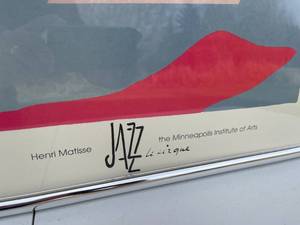 Henri Matisse JAZZ le cirque the Minneapolis Institute of Arts